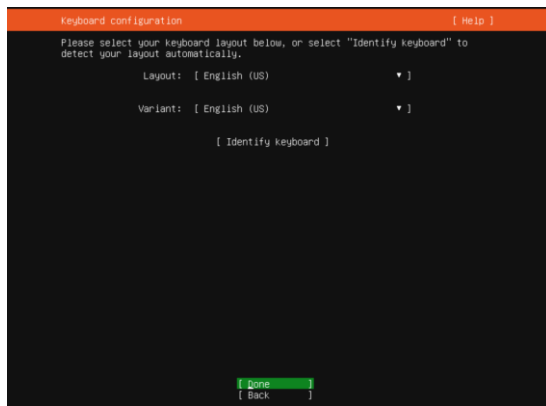 Keyboard configuration [ Help ]
Please select your keyboard layout below, or select "Identify keyboard" to
detect your layout automatically.
Layout: [ English (US) ▾ ]
Variant: [ English (US) ▾ ]
[ Identify keyboard ]
[ Done ]
[ Back ]